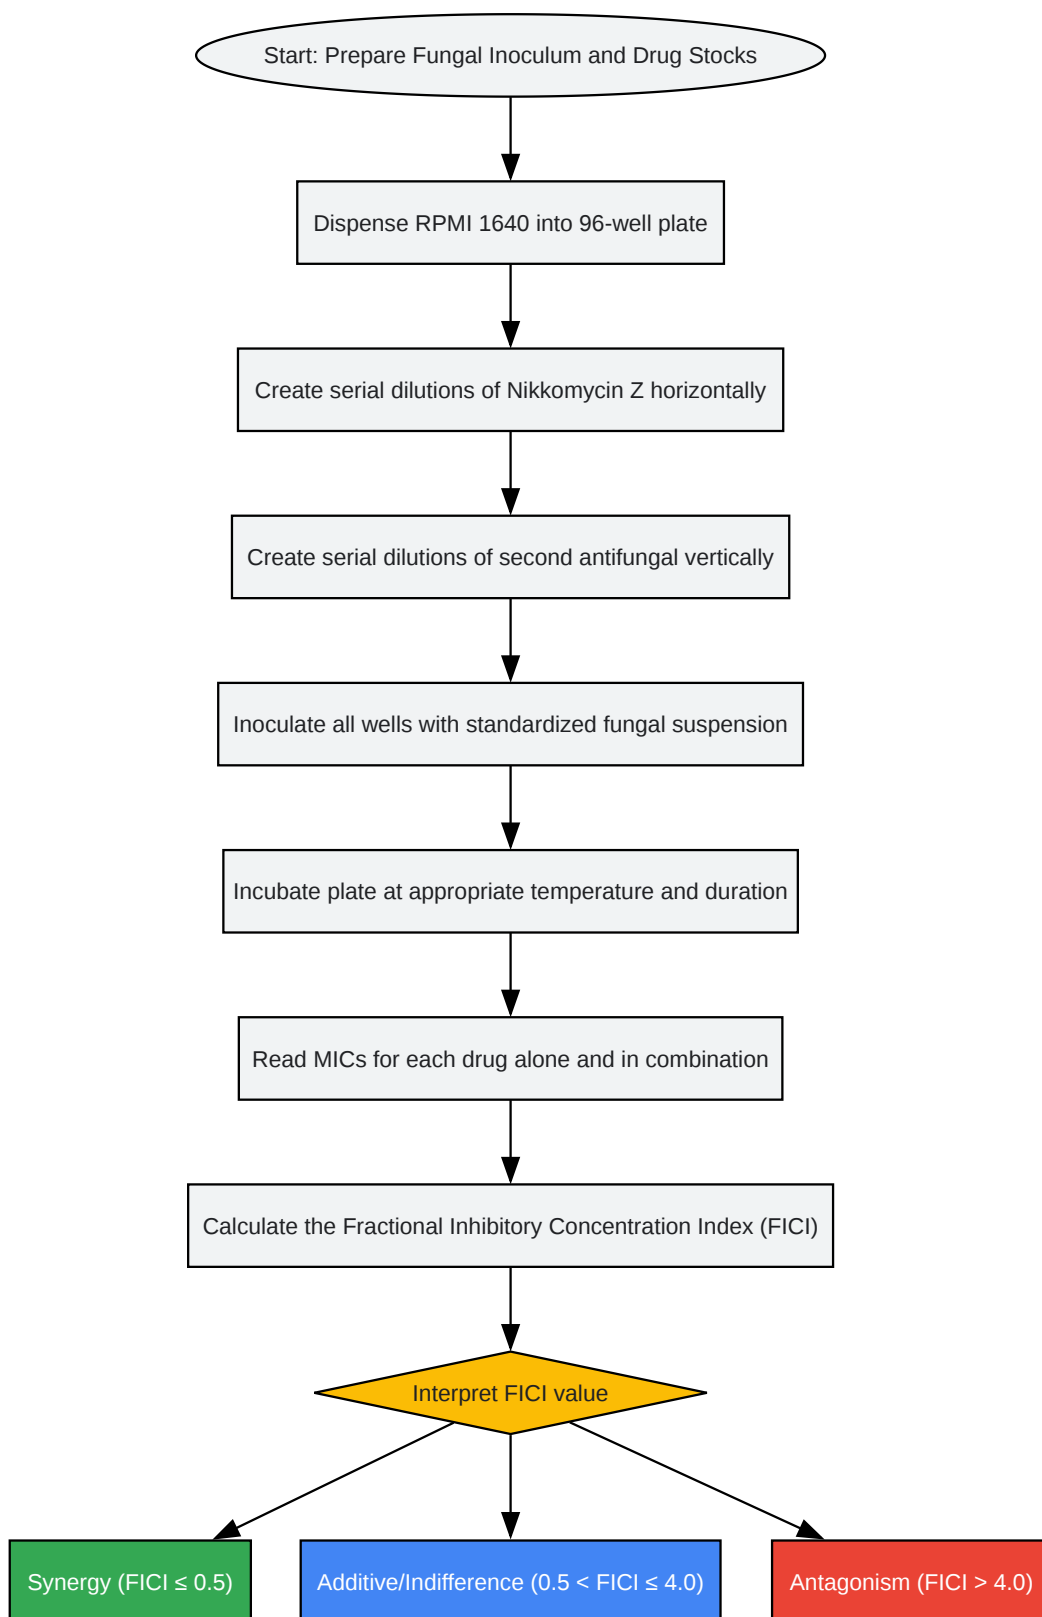 Start: Prepare Fungal Inoculum and Drug Stocks
Dispense RPMI 1640 into 96-well plate
Create serial dilutions of Nikkomycin Z horizontally
Create serial dilutions of second antifungal vertically
Inoculate all wells with standardized fungal suspension
Incubate plate at appropriate temperature and duration
Read MICs for each drug alone and in combination
Calculate the Fractional Inhibitory Concentration Index (FICI)
Interpret FICI value
Synergy (FICI ≤ 0.5)
Additive/Indifference (0.5 < FICI ≤ 4.0)
Antagonism (FICI > 4.0)